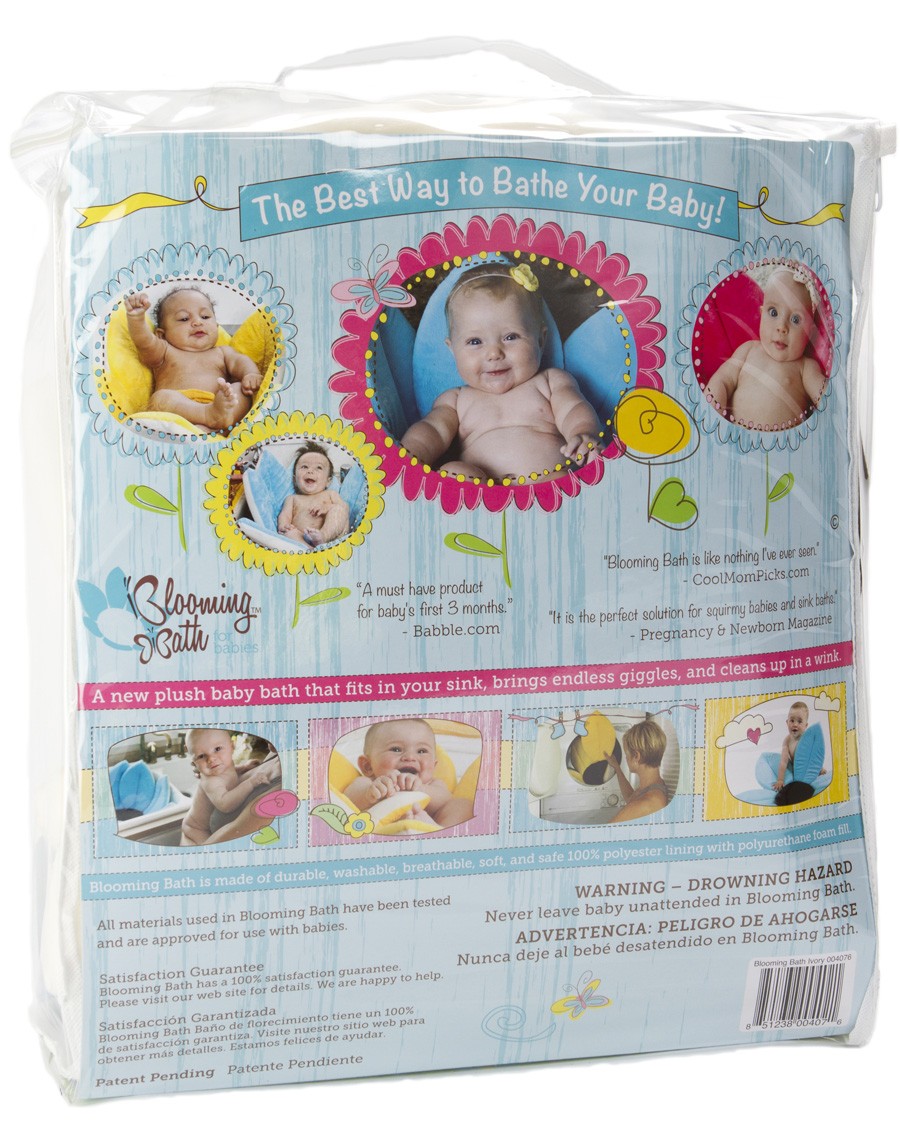 The Best Way to Bathe Your Baby!
©
Blooming™
Bath for
babies
"A must have product
for baby's first 3 months."
- Babble.com
"Blooming Bath is like nothing I've ever seen."
- CoolMomPicks.com
"It is the perfect solution for squirmy babies and sink baths."
- Pregnancy & Newborn Magazine
A new plush baby bath that fits in your sink, brings endless giggles, and cleans up in a wink.
Blooming Bath is made of durable, washable, breathable, soft, and safe 100% polyester lining with polyurethane foam fill.
All materials used in Blooming Bath have been tested
and are approved for use with babies.
WARNING – DROWNING HAZARD
Never leave baby unattended in Blooming Bath.
ADVERTENCIA: PELIGRO DE AHOGARSE
Nunca deje al bebé desatendido en Blooming Bath.
Satisfaction Guarantee
Blooming Bath has a 100% satisfaction guarantee.
Please visit our web site for details. We are happy to help.
Satisfacción Garantizada
Blooming Bath Baño de florecimiento tiene un 100%
de satisfacción garantiza. Visite nuestro sitio web para
obtener más detalles. Estamos felices de ayudar.
Patent Pending Patente Pendiente
Blooming Bath Ivory 004076
8 51238 00407 6